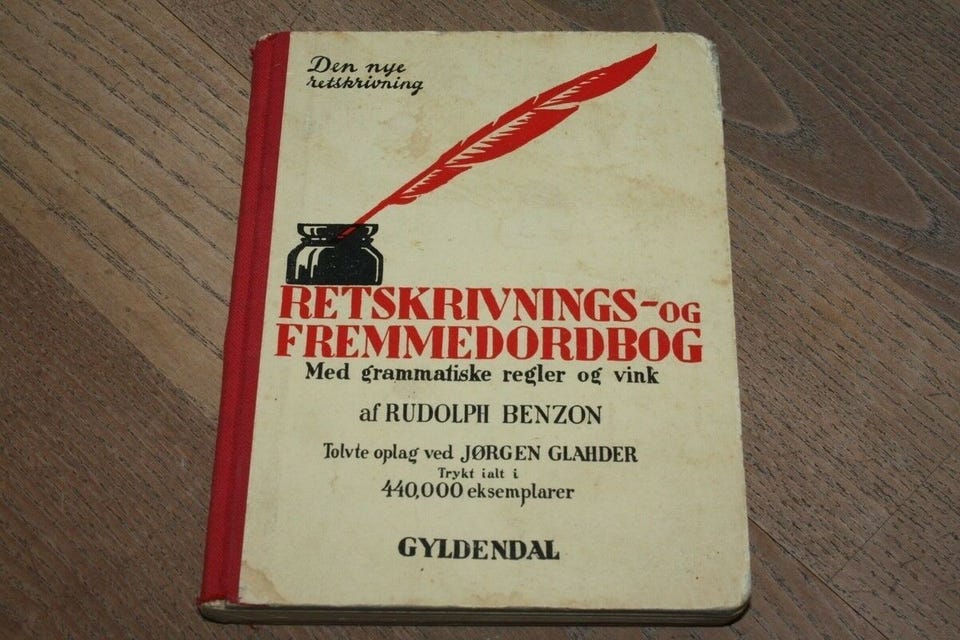 Den nye
retskrivning
RETSKRIVNINGS-OG
FREMMEDORDBOG
Med grammatiske regler og vink
af RUDOLPH BENZON
Tolvte oplag ved JØRGEN GLAHDER
Trykt ialt i
440,000 eksemplarer
GYLDENDAL